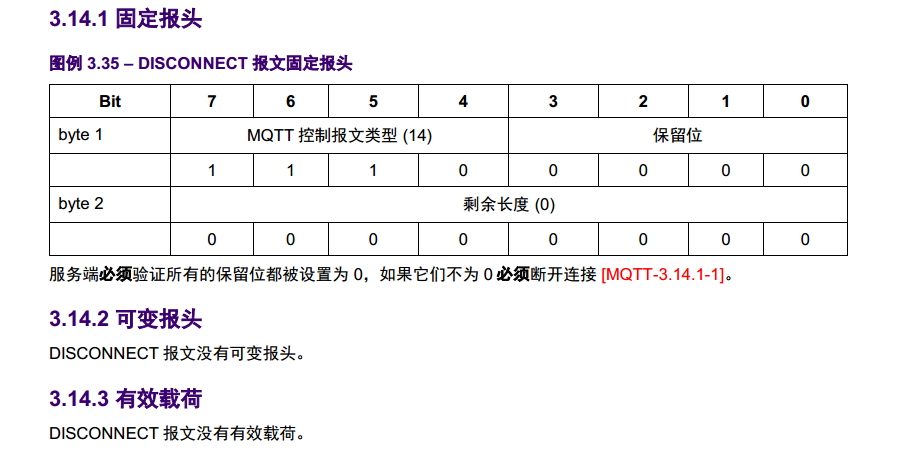 3.14.1 固定报头
图例 3.35 – DISCONNECT 报文固定报头
Bit 7 6 5 4 3 2 1 0
byte 1 MQTT 控制报文类型 (14) 保留位
1 1 1 0 0 0 0 0
byte 2 剩余长度 (0)
0 0 0 0 0 0 0 0
服务端必须验证所有的保留位都被设置为 0，如果它们不为 0 必须断开连接 [MQTT-3.14.1-1]。
3.14.2 可变报头
DISCONNECT 报文没有可变报头。
3.14.3 有效载荷
DISCONNECT 报文没有有效载荷。